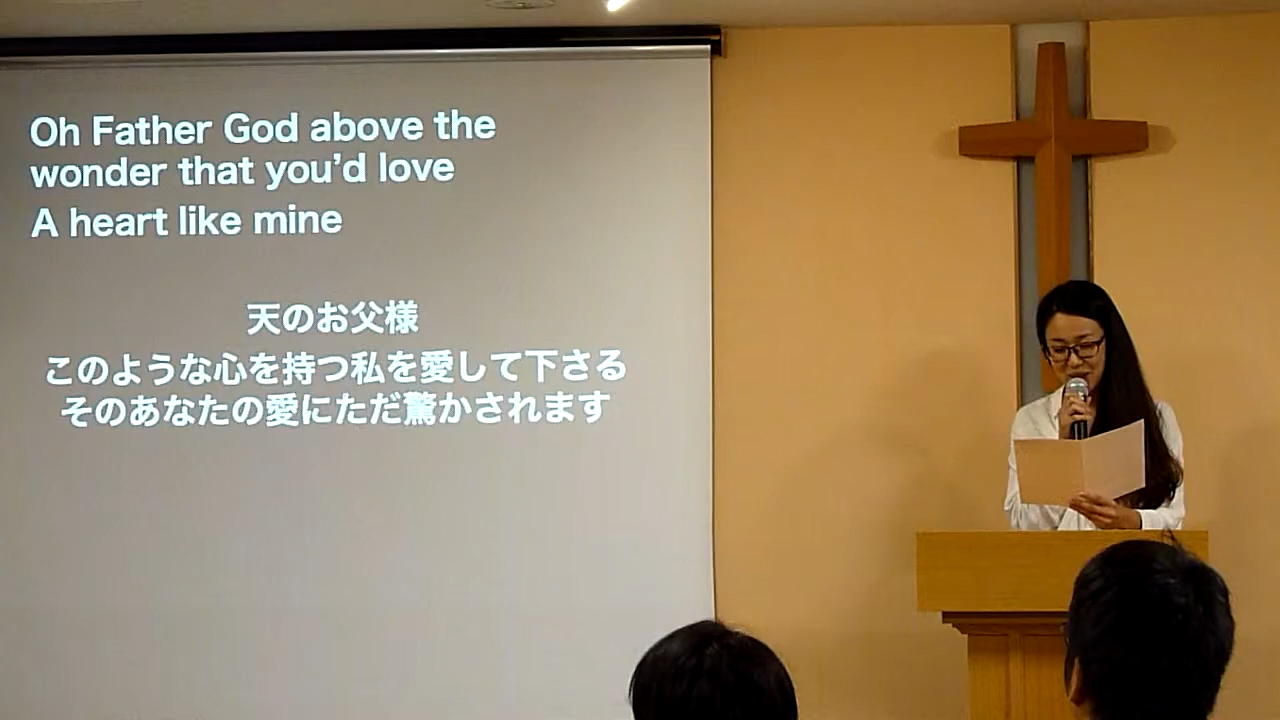 Oh Father God above the
wonder that you’d love
A heart like mine
天のお父様
このような心を持つ私を愛して下さる
そのあなたの愛にただ驚かされます